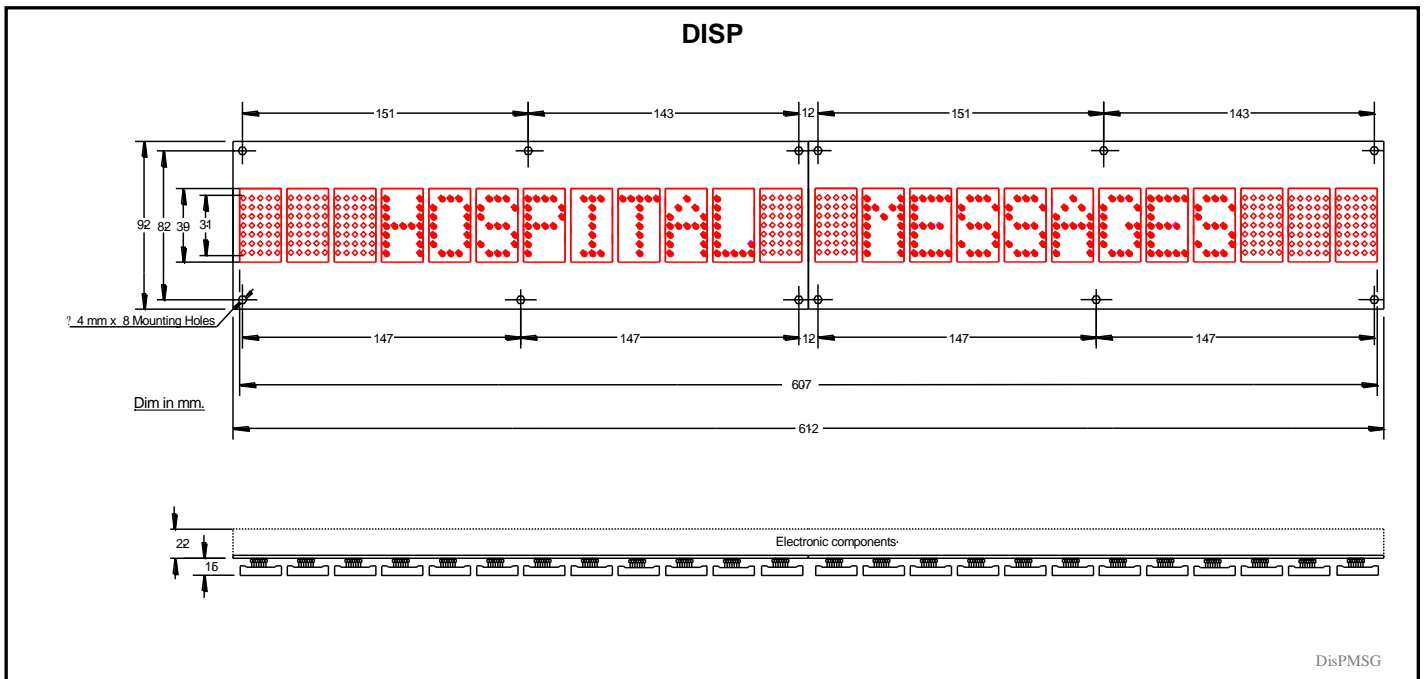 DISP
151 143 12 151 143
HOSPITAL MESSAGES
92 82 39 31
? 4 mm x 8 Mounting Holes
147 147 12 147 147
607
Dim in mm.
612
22
Electronic components
15
DisPMSG